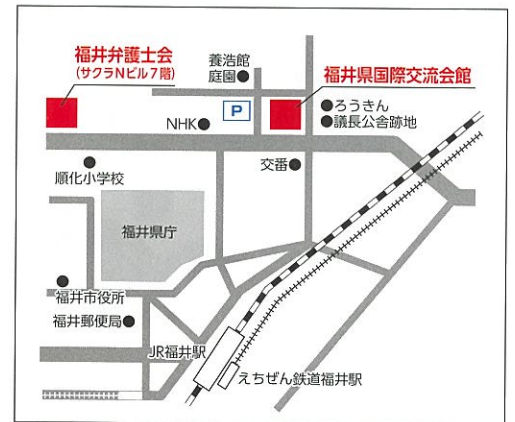 福井弁護士会
(サクラNビル7階)
養浩館
庭園
福井県国際交流会館
P
NHK
ろうきん
議長公舎跡地
交番
順化小学校
福井県庁
福井市役所
福井郵便局
JR福井駅
えちぜん鉄道福井駅